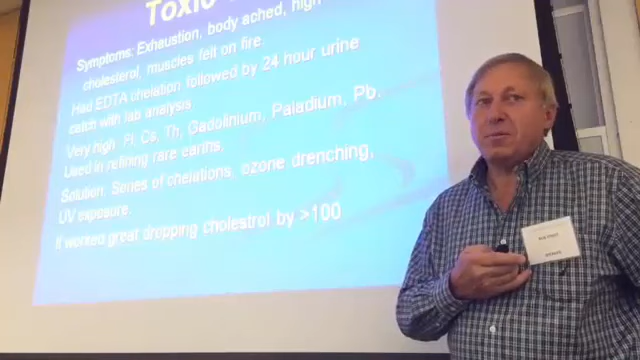 Toxic
Symptoms: Exhaustion, body ached, high
cholesterol, muscles felt on fire.
Had EDTA chelation followed by 24 hour urine
catch with lab analysis
Very high Fl, Cs, Th, Gadolinium, Paladium, Pb.
Used in refining rare earths.
Solution: Series of chelations, ozone drenching,
UV exposure.
It worked great dropping cholestrol by >100